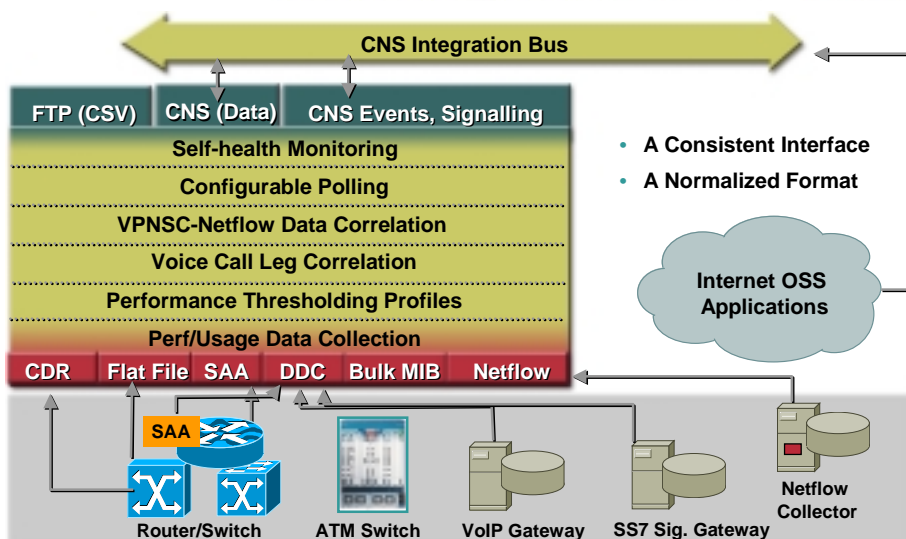 CNS Integration Bus
FTP (CSV)
CNS (Data)
CNS Events, Signalling
Self-health Monitoring
Configurable Polling
VPNSC-Netflow Data Correlation
Voice Call Leg Correlation
Performance Thresholding Profiles
Perf/Usage Data Collection
CDR
Flat File
SAA
DDC
Bulk MIB
Netflow
• A Consistent Interface
• A Normalized Format
Internet OSS
Applications
SAA
Router/Switch
ATM Switch
VoIP Gateway
SS7 Sig. Gateway
Netflow
Collector